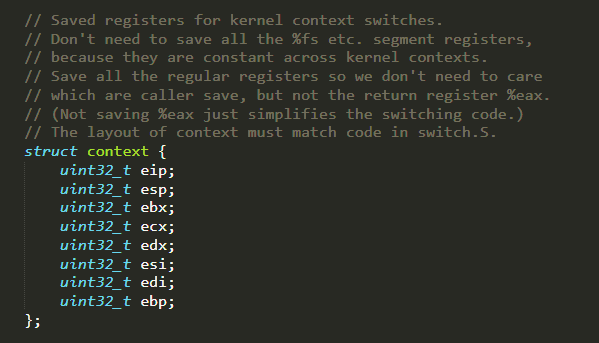 // Saved registers for kernel context switches.
// Don't need to save all the %fs etc. segment registers,
// because they are constant across kernel contexts.
// Save all the regular registers so we don't need to care
// which are caller save, but not the return register %eax.
// (Not saving %eax just simplifies the switching code.)
// The layout of context must match code in switch.S.
struct context {
    uint32_t eip;
    uint32_t esp;
    uint32_t ebx;
    uint32_t ecx;
    uint32_t edx;
    uint32_t esi;
    uint32_t edi;
    uint32_t ebp;
};